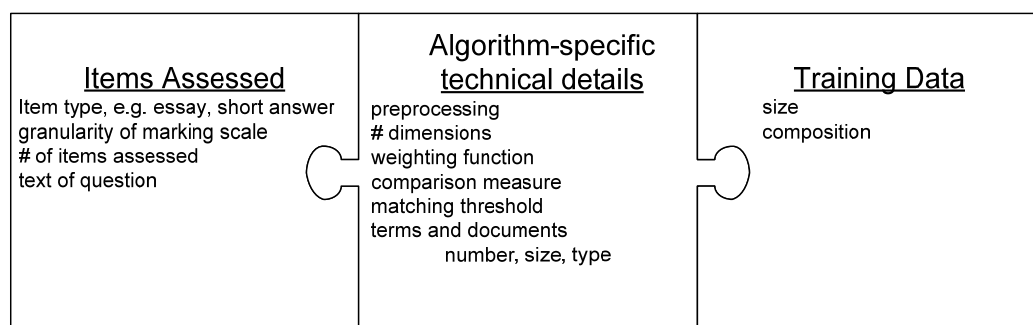 Items Assessed
Item type, e.g. essay, short answer
granularity of marking scale
# of items assessed
text of question
Algorithm-specific
technical details
preprocessing
# dimensions
weighting function
comparison measure
matching threshold
terms and documents
number, size, type
Training Data
size
composition